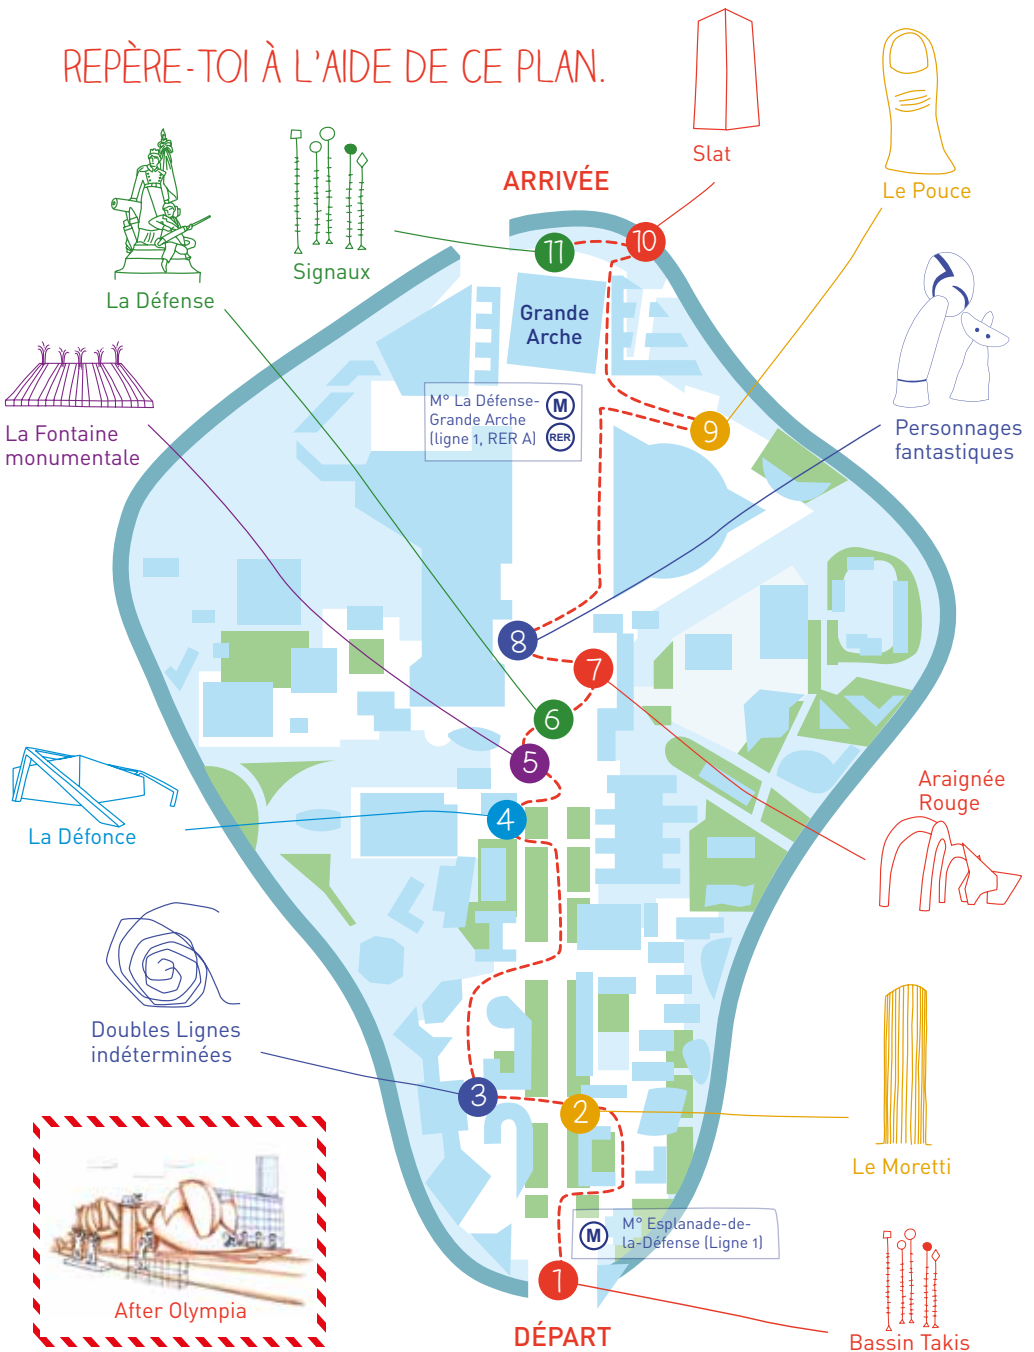 REPÈRE-TOI À L'AIDE DE CE PLAN.
Slat
Le Pouce
ARRIVÉE
La Défense
Signaux
11
10
Grande
Arche
M° La Défense-
Grande Arche
(ligne 1, RER A)
M
RER
9
La Fontaine
monumentale
Personnages
fantastiques
8
7
6
5
4
La Défonce
Araignée
Rouge
Doubles Lignes
indéterminées
3
2
Le Moretti
M
M° Esplanade-de-
la-Défense (Ligne 1)
1
After Olympia
DÉPART
Bassin Takis